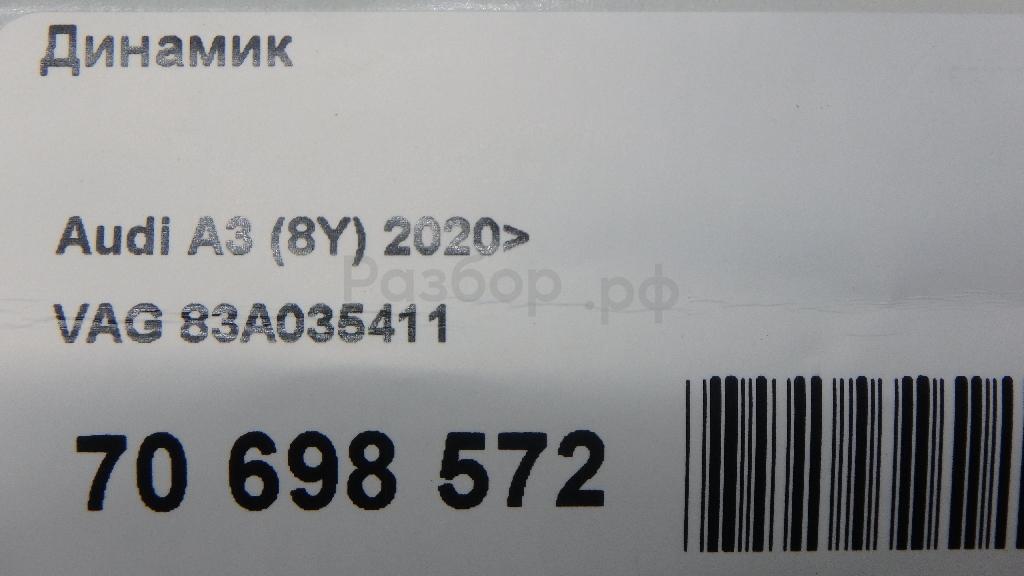 Динамик
Audi A3 (8Y) 2020>
Разбор.рф
VAG 83A035411
70 698 572